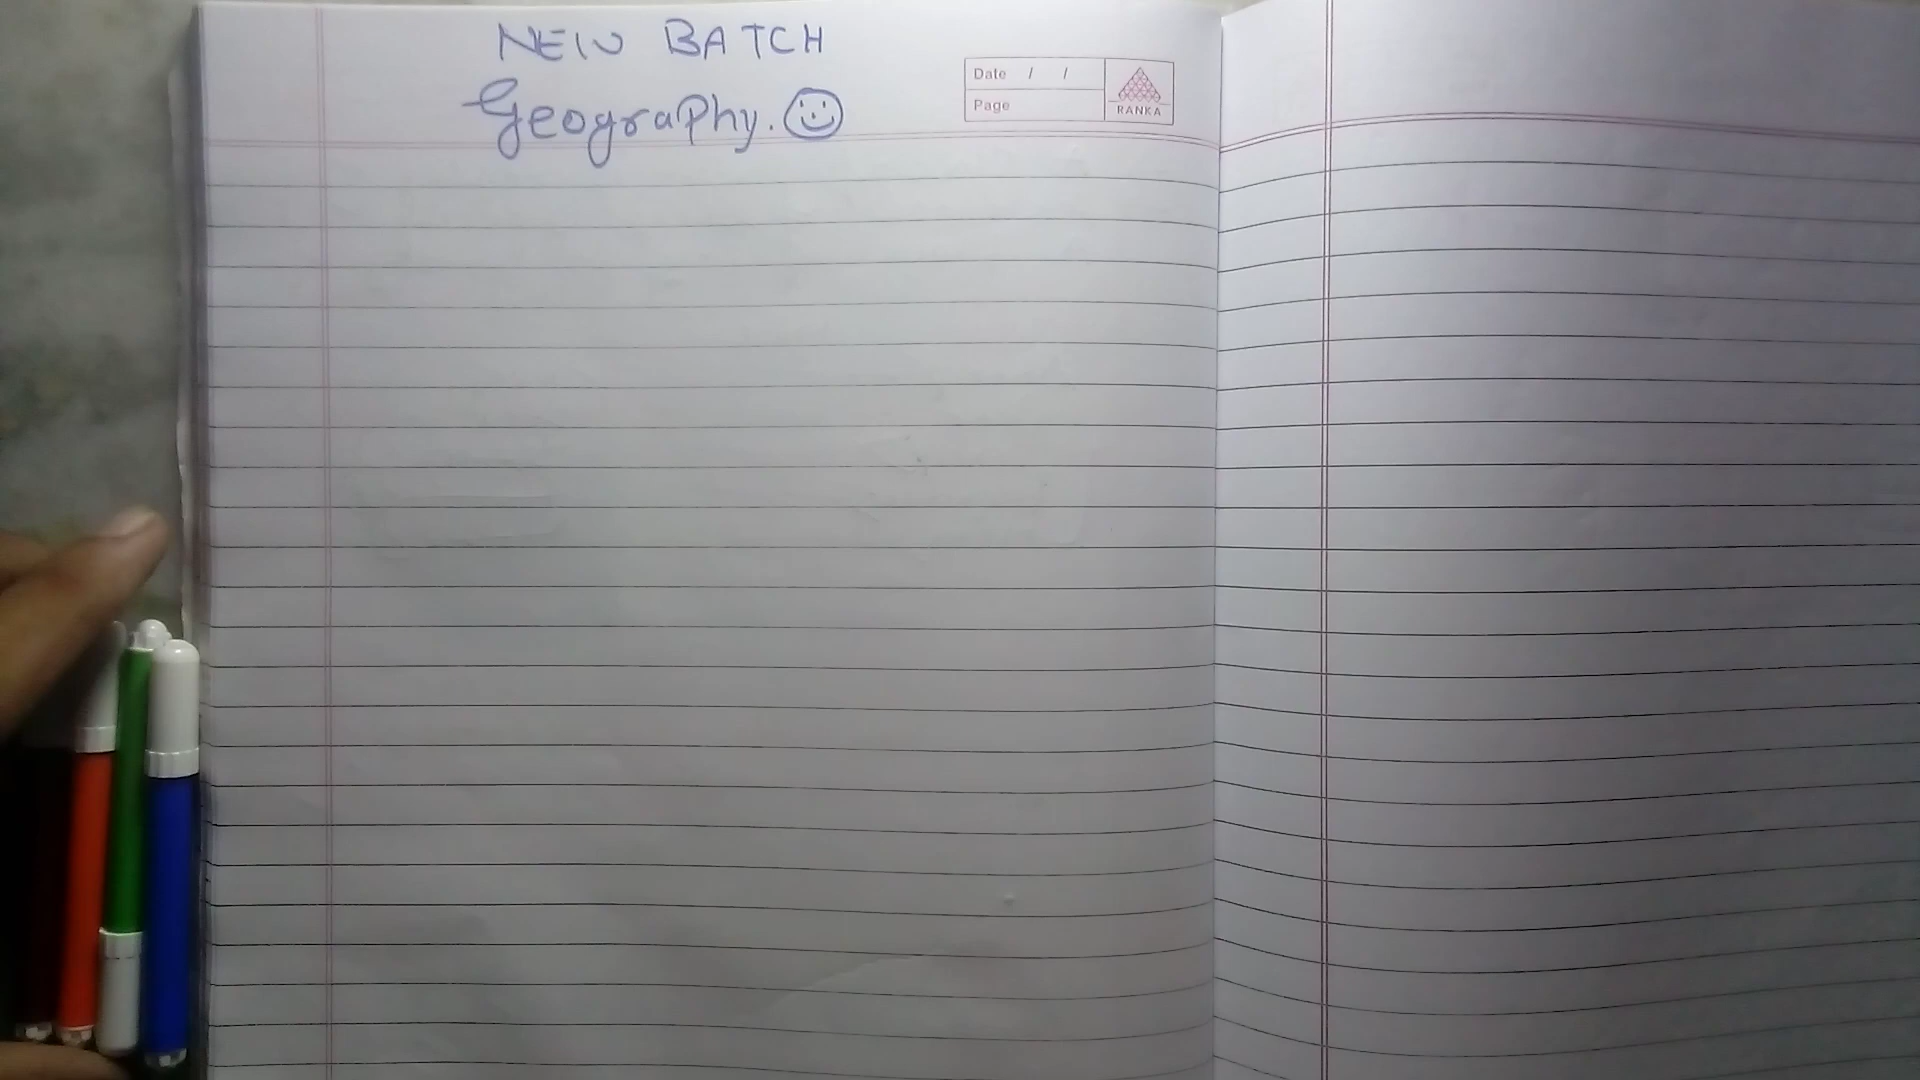 NEW BATCH
Geography. ☺
Date / /
Page
RANKA